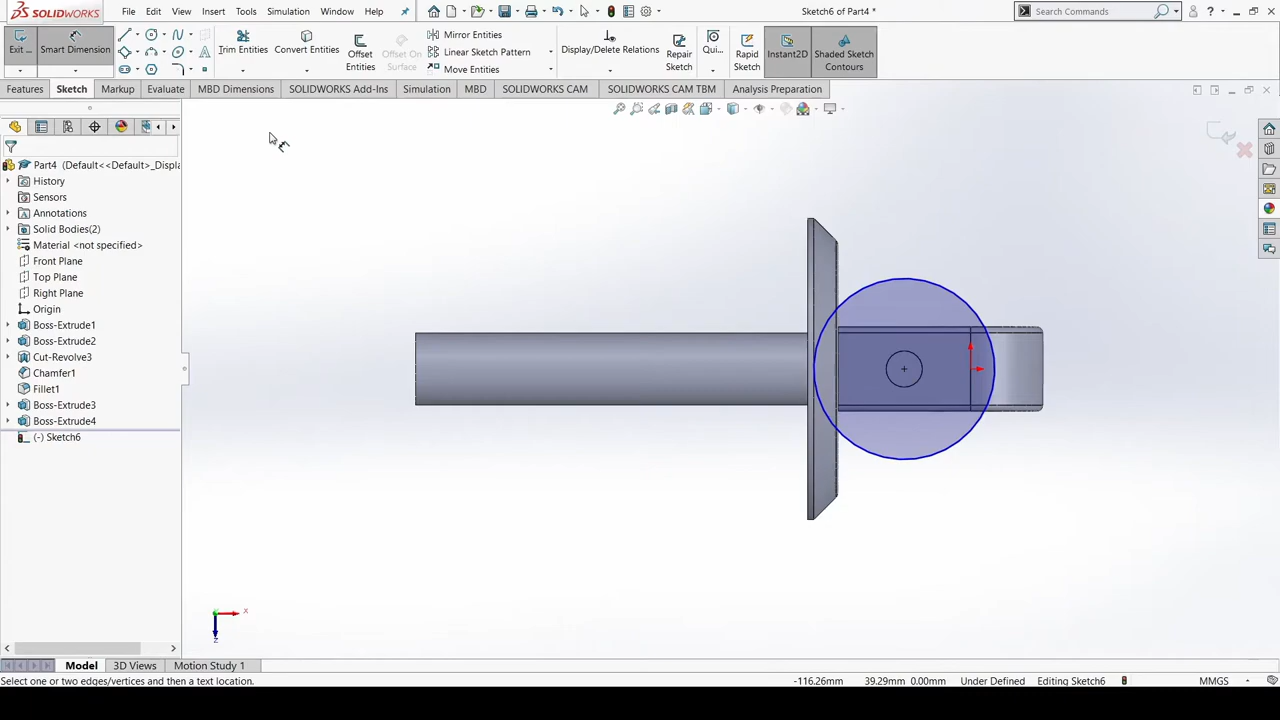 SOLIDWORKS File Edit View Insert Tools Simulation Window Help Sketch6 of Part4 * Search Commands
Exit ... Smart Dimension Trim Entities Convert Entities Offset Entities Offset On Surface Mirror Entities Linear Sketch Pattern Move Entities Display/Delete Relations Repair Sketch Qui... Rapid Sketch Instant2D Shaded Sketch Contours
Features Sketch Markup Evaluate MBD Dimensions SOLIDWORKS Add-Ins Simulation MBD SOLIDWORKS CAM SOLIDWORKS CAM TBM Analysis Preparation
Part4 (Default<<Default>_Displa
History
Sensors
Annotations
Solid Bodies(2)
Material <not specified>
Front Plane
Top Plane
Right Plane
Origin
Boss-Extrude1
Boss-Extrude2
Cut-Revolve3
Chamfer1
Fillet1
Boss-Extrude3
Boss-Extrude4
(-) Sketch6
X
Z
Model 3D Views Motion Study 1
Select one or two edges/vertices and then a text location. -116.26mm 39.29mm 0.00mm Under Defined Editing Sketch6 MMGS